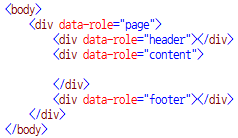 <body>
<div data-role="page">
<div data-role="header"></div>
<div data-role="content">
</div>
<div data-role="footer"></div>
</div>
</body>